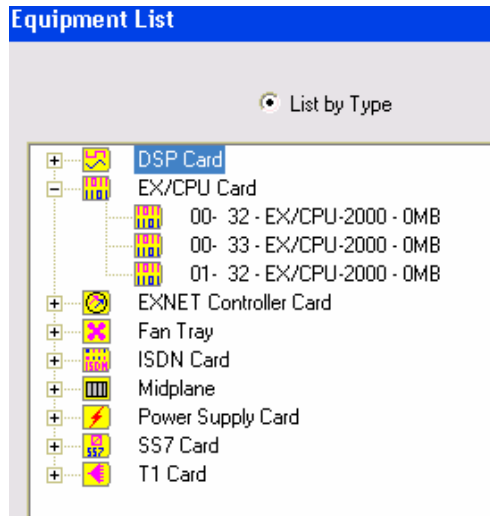 Equipment List
List by Type
DSP Card
EX/CPU Card
00- 32 - EX/CPU-2000 - 0MB
00- 33 - EX/CPU-2000 - 0MB
01- 32 - EX/CPU-2000 - 0MB
EXNET Controller Card
Fan Tray
ISDN Card
Midplane
Power Supply Card
SS7 Card
T1 Card